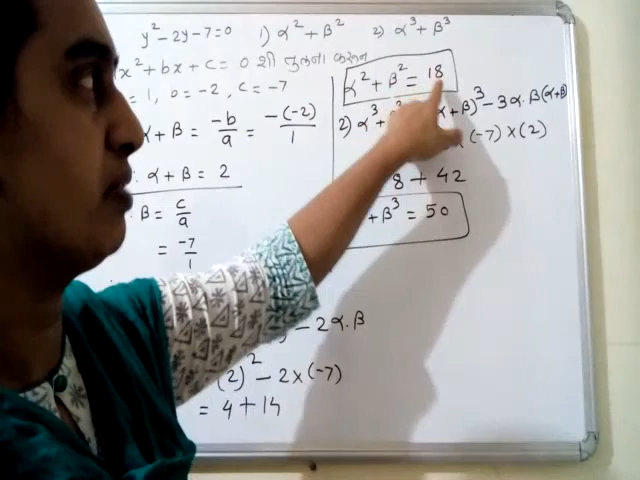 y² - 2y - 7 = 0 1) α² + β² 2) α³ + β³
x² + bx + c = 0 शी तुलना करून
= 1, b = -2, c = -7
α + β = -b/a = -(-2)/1
α + β = 2
β = c/a
= -7/1
- 2α.β
(2)² - 2×(-7)
= 4 + 14
α² + β² = 18
2) α³ + β)³ - 3α.β(α+β)
(-7)×(2)
8 + 42
+ β³ = 50